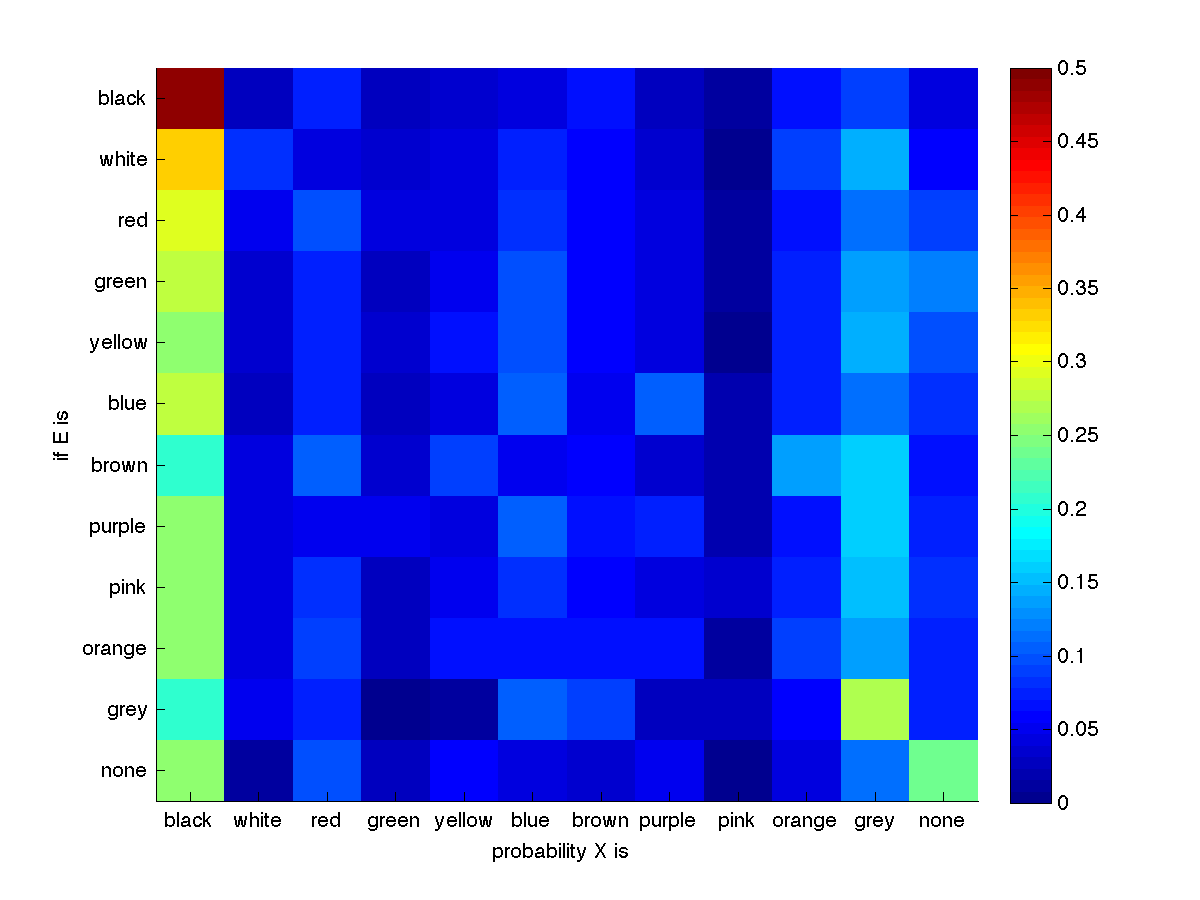 black
white
red
green
yellow
blue
brown
purple
pink
orange
grey
none
if E is
black white red green yellow blue brown purple pink orange grey none
probability X is
0.5
0.45
0.4
0.35
0.3
0.25
0.2
0.15
0.1
0.05
0